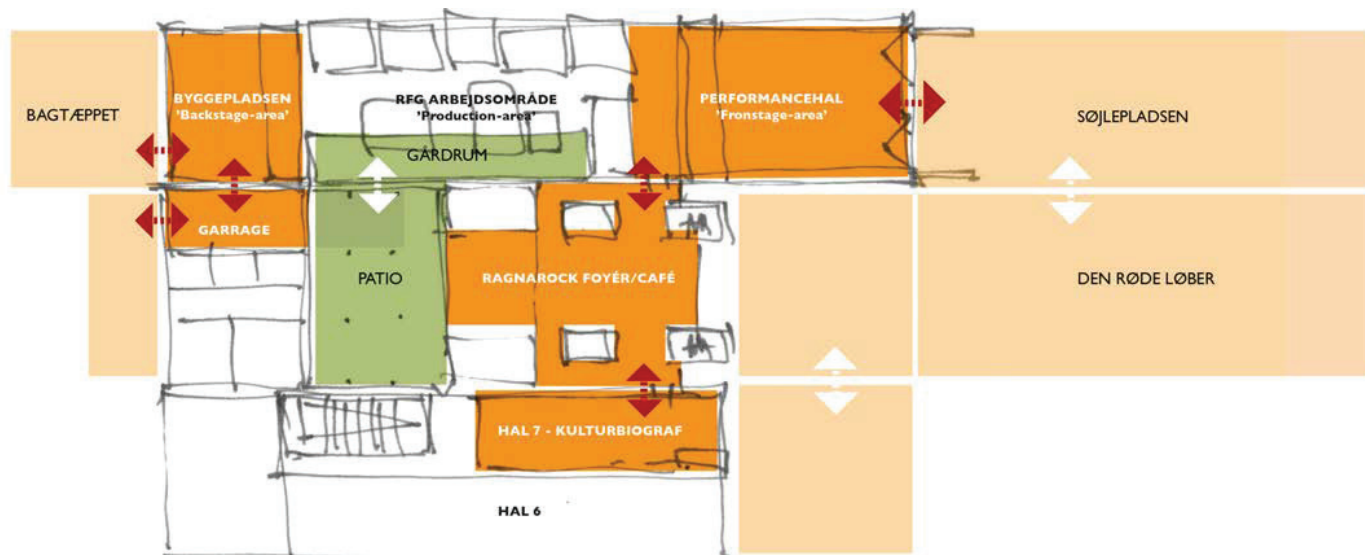 BAGTÆPPET
BYGGEPLADSEN
'Backstage-area'
RFG ARBEJDSOMRÅDE
'Production-area'
PERFORMANCEHAL
'Fronstage-area'
SØJLEPLADSEN
GÅRDRUM
GARRAGE
PATIO
RAGNAROCK FOYÉR/CAFÉ
DEN RØDE LØBER
HAL 7 - KULTURBIOGRAF
HAL 6